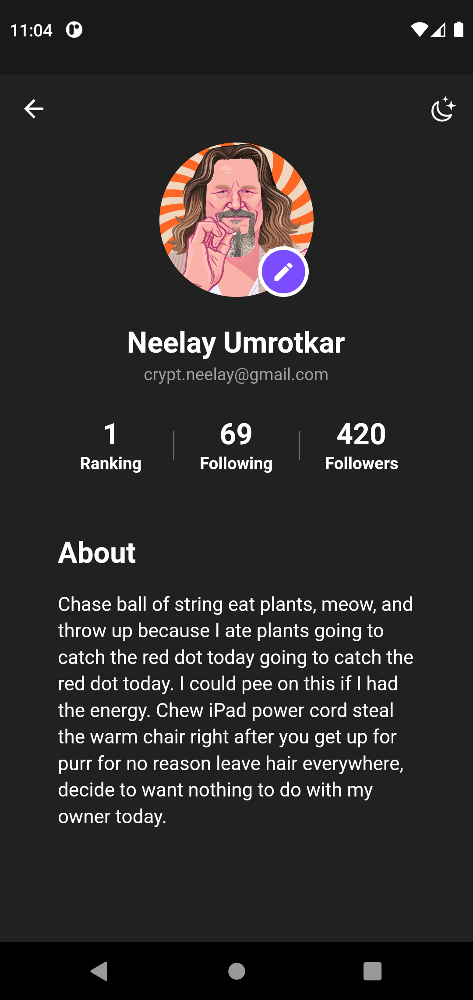 11:04
Neelay Umrotkar
crypt.neelay@gmail.com
1 69 420
Ranking Following Followers
About
Chase ball of string eat plants, meow, and
throw up because I ate plants going to
catch the red dot today going to catch the
red dot today. I could pee on this if I had
the energy. Chew iPad power cord steal
the warm chair right after you get up for
purr for no reason leave hair everywhere,
decide to want nothing to do with my
owner today.